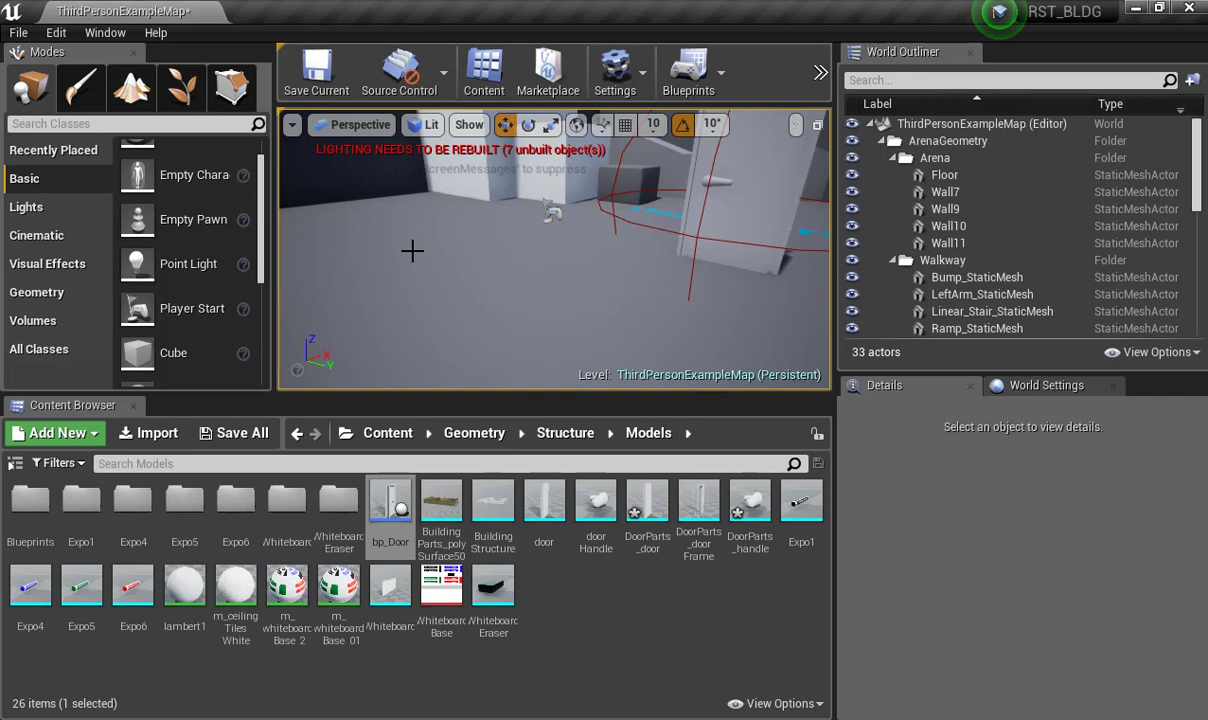 ThirdPersonExampleMap*
RST_BLDG
File Edit Window Help
Modes
Search Classes
Recently Placed
Basic
Lights
Cinematic
Visual Effects
Geometry
Volumes
All Classes
Empty Chara
Empty Pawn
Point Light
Player Start
Cube
Save Current
Source Control
Content
Marketplace
Settings
Blueprints
Perspective
Lit
Show
10
10°
LIGHTING NEEDS TO BE REBUILT (7 unbuilt object(s))
ScreenMessages' to suppress
X
Y
Z
Level: ThirdPersonExampleMap (Persistent)
World Outliner
Search...
Label Type
ThirdPersonExampleMap (Editor) World
ArenaGeometry Folder
Arena Folder
Floor StaticMeshActor
Wall7 StaticMeshActor
Wall9 StaticMeshActor
Wall10 StaticMeshActor
Wall11 StaticMeshActor
Walkway Folder
Bump_StaticMesh StaticMeshActor
LeftArm_StaticMesh StaticMeshActor
Linear_Stair_StaticMesh StaticMeshActor
Ramp_StaticMesh StaticMeshActor
33 actors
View Options
Details
World Settings
Select an object to view details.
Content Browser
Add New
Import
Save All
Content Geometry Structure Models
Filters
Search Models
Blueprints
Expo1
Expo4
Expo5
Expo6
Whiteboard
Whiteboard
Eraser
bp_Door
Building
Parts_poly
Surface50
Building
Structure
door
door
Handle
DoorParts
_door
DoorParts
_door
Frame
DoorParts
_handle
Expo1
Expo4
Expo5
Expo6
lambert1
m_ceiling
Tiles
White
m_
whiteboard
Base_2
m_
whiteboard
Base_01
Whiteboard
Whiteboard
Base
Whiteboard
Eraser
26 items (1 selected)
View Options